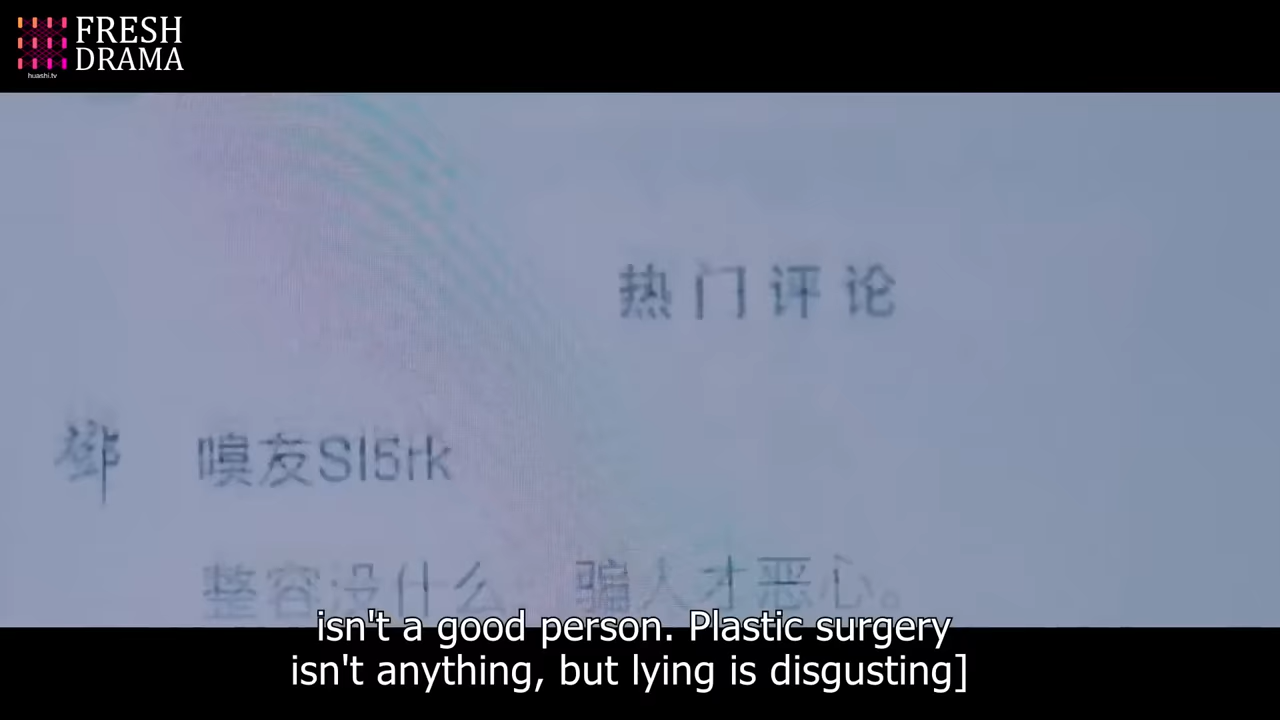 FRESH
DRAMA
huashi.tv
热门评论
嗅友Sl5rk
整容没什么 骗人才恶心。
isn't a good person. Plastic surgery
isn't anything, but lying is disgusting]